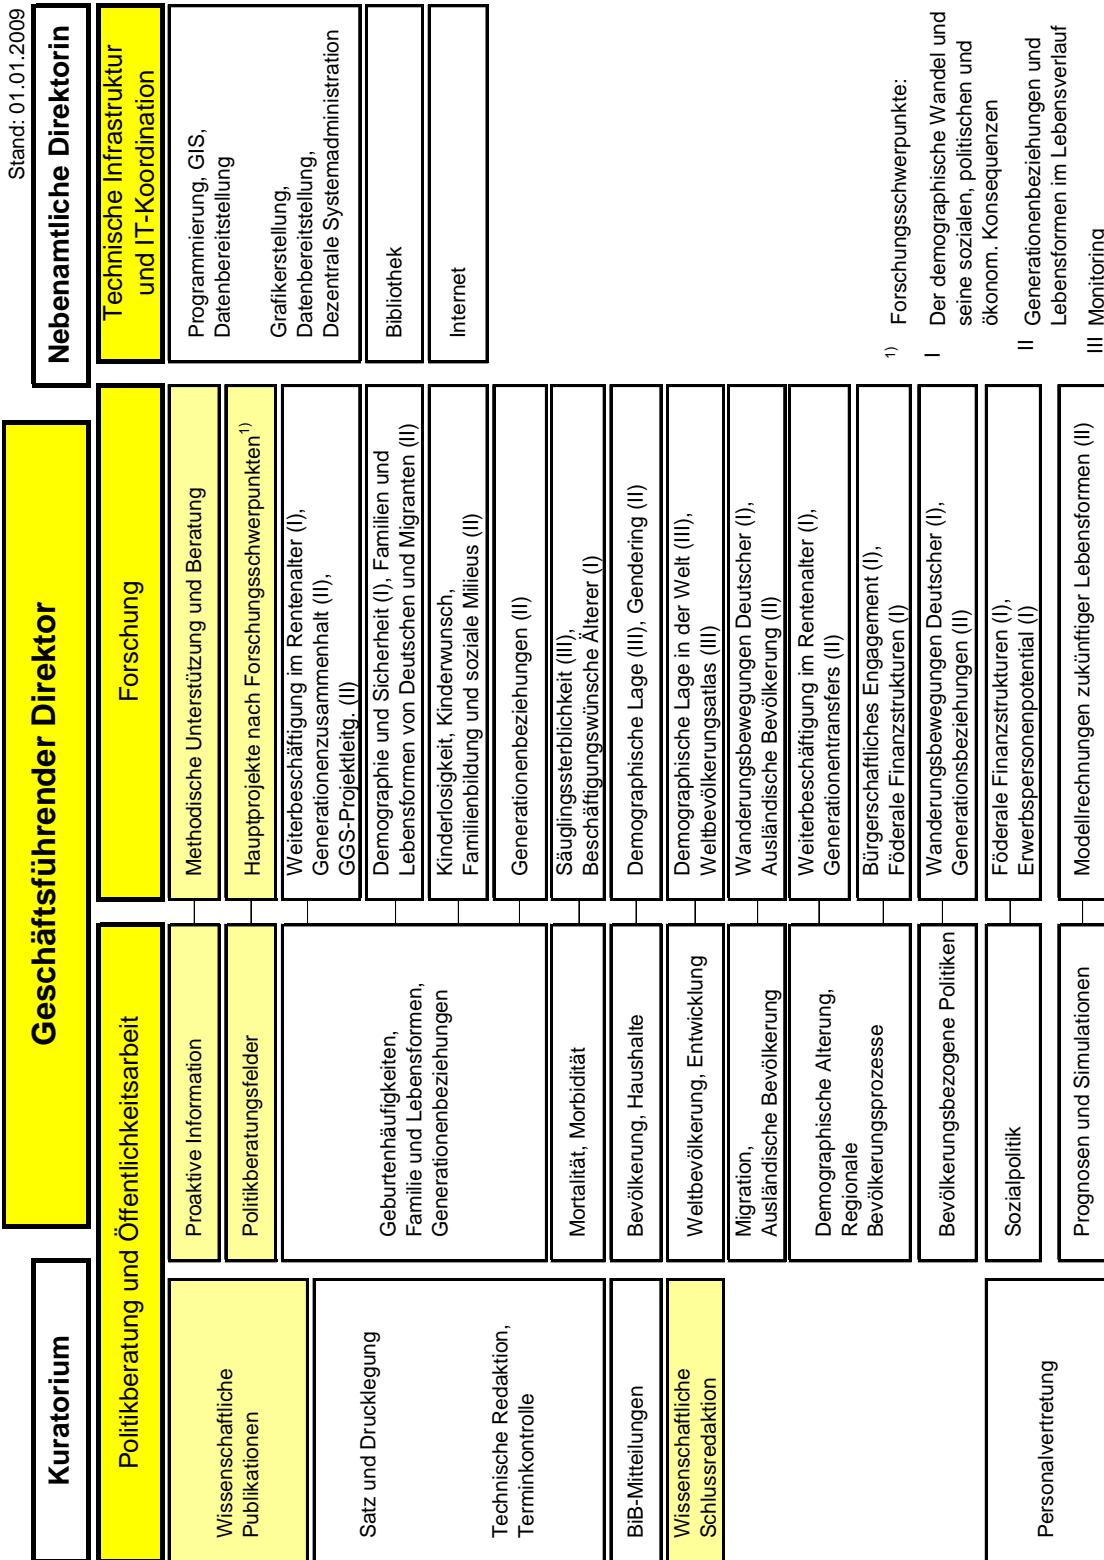 Stand: 01.01.2009
Kuratorium
Geschäftsführender Direktor
Nebenamtliche Direktorin
Politikberatung und Öffentlichkeitsarbeit
Forschung
Technische Infrastruktur
und IT-Koordination
Wissenschaftliche
Publikationen
Satz und Drucklegung
Technische Redaktion,
Terminkontrolle
BiB-Mitteilungen
Wissenschaftliche
Schlussredaktion
Personalvertretung
Proaktive Information
Politikberatungsfelder
Geburtenhäufigkeiten,
Familie und Lebensformen,
Generationenbeziehungen
Mortalität, Morbidität
Bevölkerung, Haushalte
Weltbevölkerung, Entwicklung
Migration,
Ausländische Bevölkerung
Demographische Alterung,
Regionale
Bevölkerungsprozesse
Bevölkerungsbezogene Politiken
Sozialpolitik
Prognosen und Simulationen
Methodische Unterstützung und Beratung
Hauptprojekte nach Forschungsschwerpunkten1)
Weiterbeschäftigung im Rentenalter (I),
Generationenzusammenhalt (II),
GGS-Projektleitg. (II)
Demographie und Sicherheit (I), Familien und
Lebensformen von Deutschen und Migranten (II)
Kinderlosigkeit, Kinderwunsch,
Familienbildung und soziale Milieus (II)
Generationenbeziehungen (II)
Säuglingssterblichkeit (III),
Beschäftigungswünsche Älterer (I)
Demographische Lage (III), Gendering (II)
Demographische Lage in der Welt (III),
Weltbevölkerungsatlas (III)
Wanderungsbewegungen Deutscher (I),
Ausländische Bevölkerung (II)
Weiterbeschäftigung im Rentenalter (I),
Generationentransfers (II)
Bürgerschaftliches Engagement (I),
Föderale Finanzstrukturen (I)
Wanderungsbewegungen Deutscher (I),
Generationsbeziehungen (II)
Föderale Finanzstrukturen (I),
Erwerbspersonenpotential (I)
Modellrechnungen zukünftiger Lebensformen (II)
Programmierung, GIS,
Datenbereitstellung
Grafikerstellung,
Datenbereitstellung,
Dezentrale Systemadministration
Bibliothek
Internet
1) Forschungsschwerpunkte:
I Der demographische Wandel und
seine sozialen, politischen und
ökonom. Konsequenzen
II Generationenbeziehungen und
Lebensformen im Lebensverlauf
III Monitoring